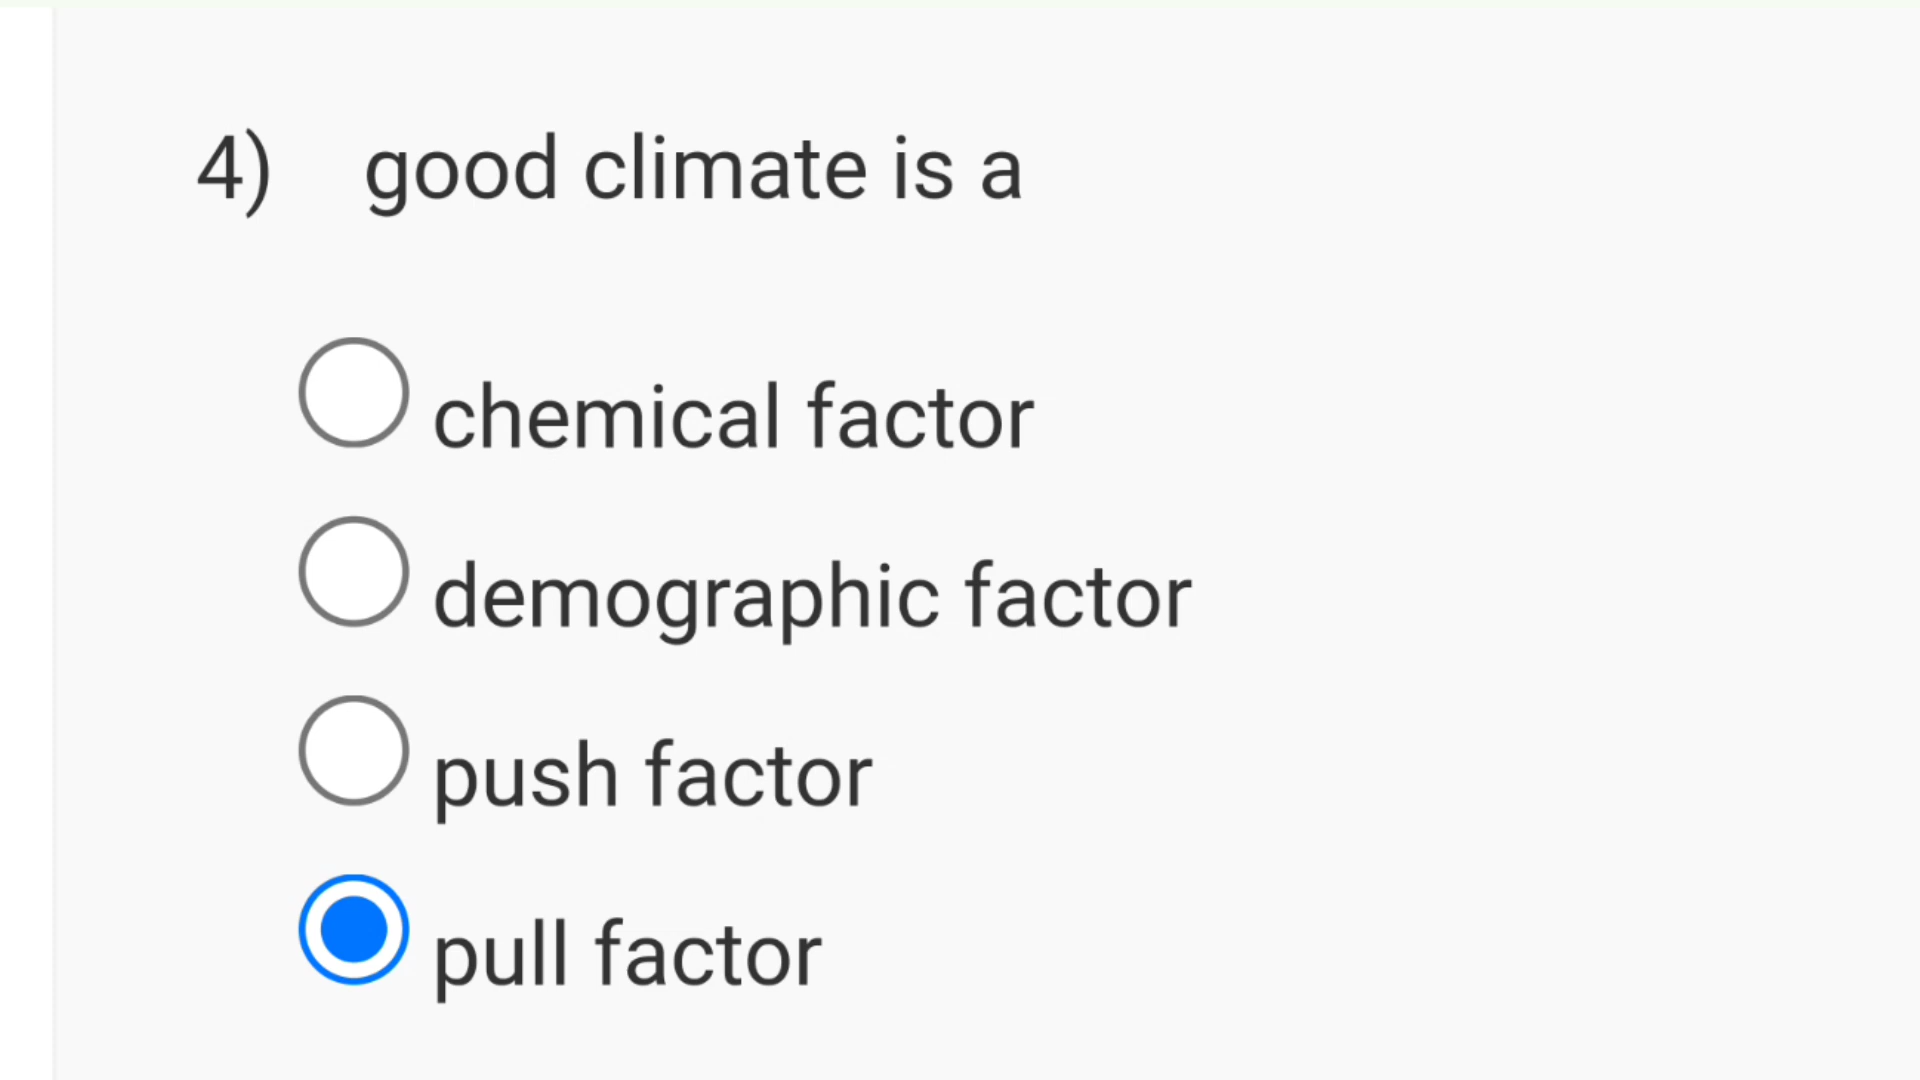 4) good climate is a
chemical factor
demographic factor
push factor
pull factor